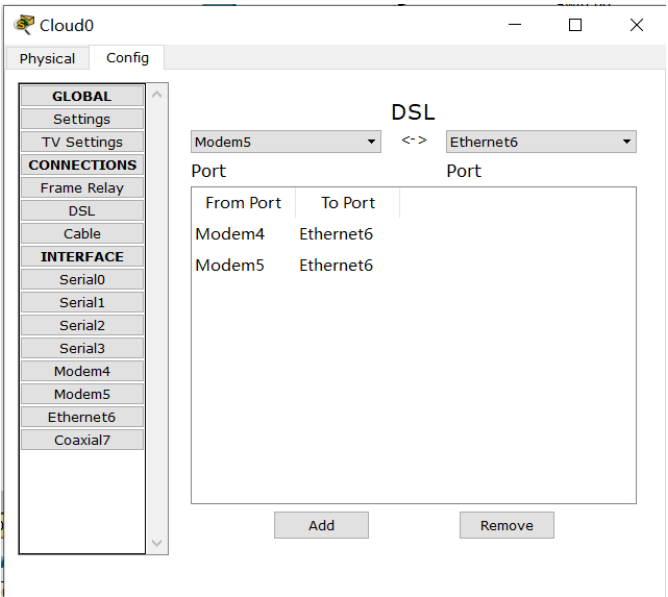 Cloud0
Physical Config
GLOBAL
Settings
TV Settings
CONNECTIONS
Frame Relay
DSL
Cable
INTERFACE
Serial0
Serial1
Serial2
Serial3
Modem4
Modem5
Ethernet6
Coaxial7
DSL
Modem5 <-> Ethernet6
Port Port
From Port To Port
Modem4 Ethernet6
Modem5 Ethernet6
Add Remove